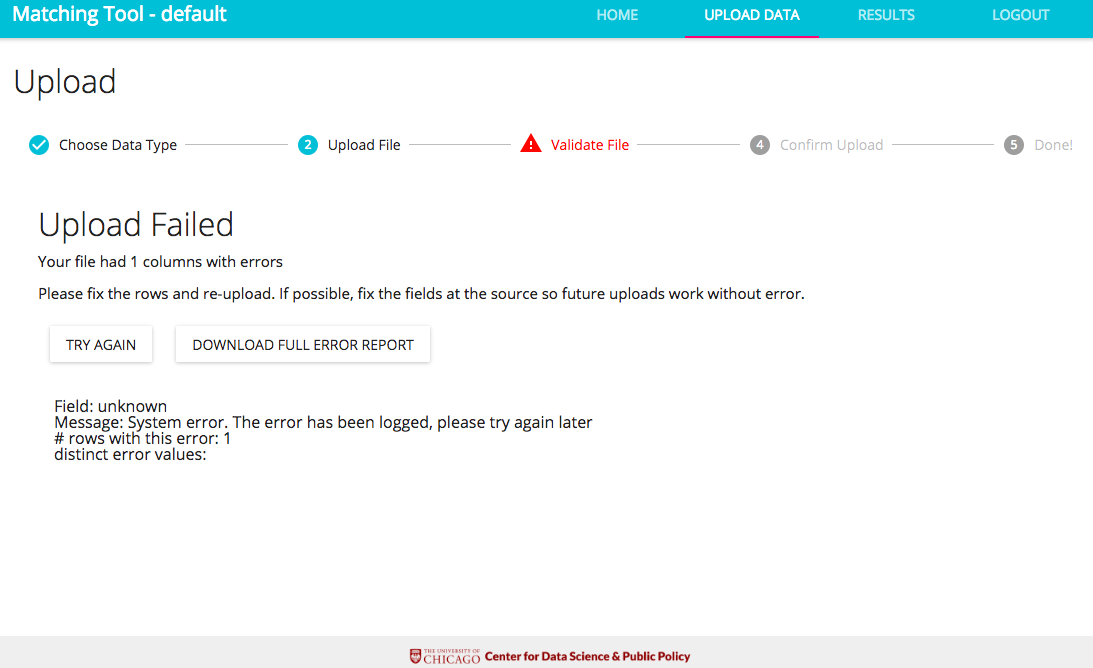 Matching Tool - default HOME UPLOAD DATA RESULTS LOGOUT
Upload
Choose Data Type 2 Upload File Validate File 4 Confirm Upload 5 Done!
Upload Failed
Your file had 1 columns with errors
Please fix the rows and re-upload. If possible, fix the fields at the source so future uploads work without error.
TRY AGAIN DOWNLOAD FULL ERROR REPORT
Field: unknown
Message: System error. The error has been logged, please try again later
# rows with this error: 1
distinct error values:
THE UNIVERSITY OF
CHICAGO Center for Data Science & Public Policy